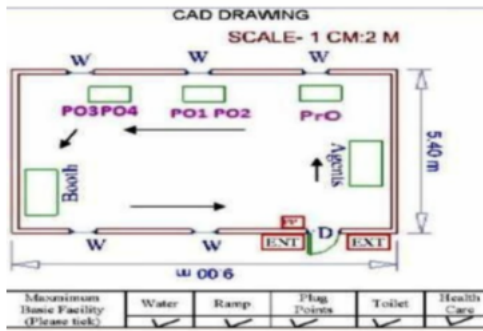 CAD DRAWING
SCALE- 1 CM:2 M
W W W
PO3PO4 PO1 PO2 PrO
5.40 m
Booth
Agents
W W D
ENT EXT
9.00 m
Maxmimum Basic Facility (Please tick) Water Ramp Plug Points Toilet Health Care